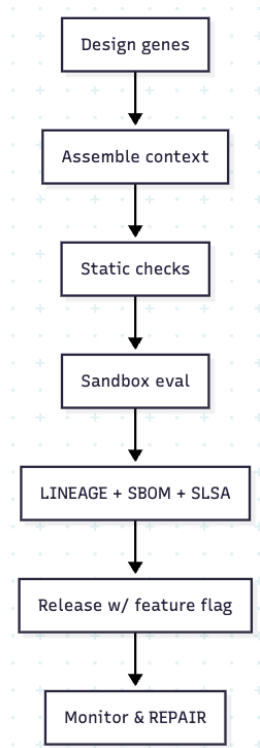 Design genes
Assemble context
Static checks
Sandbox eval
LINEAGE + SBOM + SLSA
Release w/ feature flag
Monitor & REPAIR